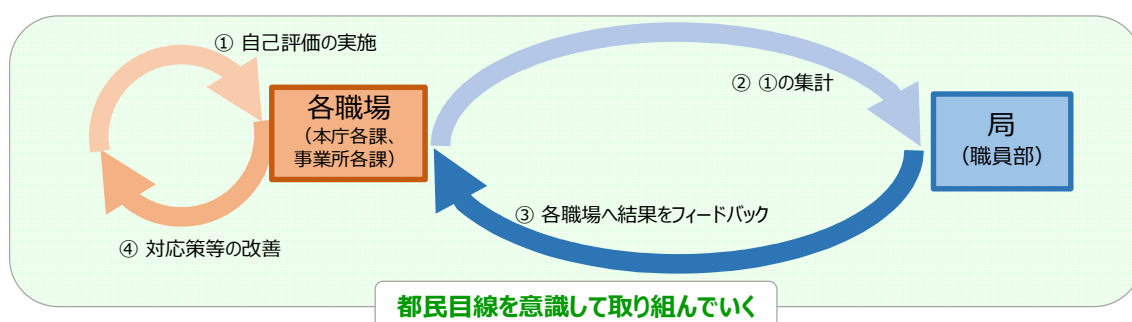 ① 自己評価の実施
② ①の集計
各職場
（本庁各課、
事業所各課）
局
（職員部）
③ 各職場へ結果をフィードバック
④ 対応策等の改善
都民目線を意識して取り組んでいく